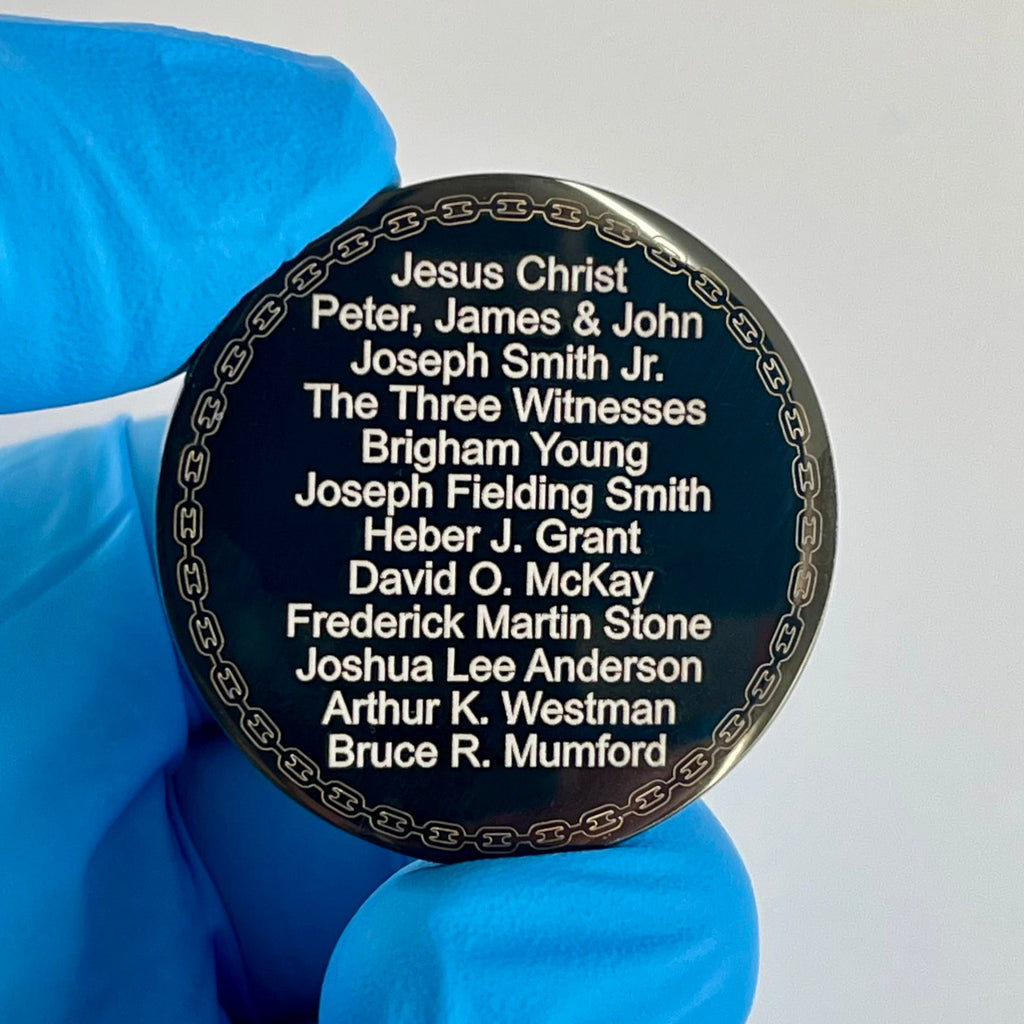 Jesus Christ
Peter, James & John
Joseph Smith Jr.
The Three Witnesses
Brigham Young
Joseph Fielding Smith
Heber J. Grant
David O. McKay
Frederick Martin Stone
Joshua Lee Anderson
Arthur K. Westman
Bruce R. Mumford